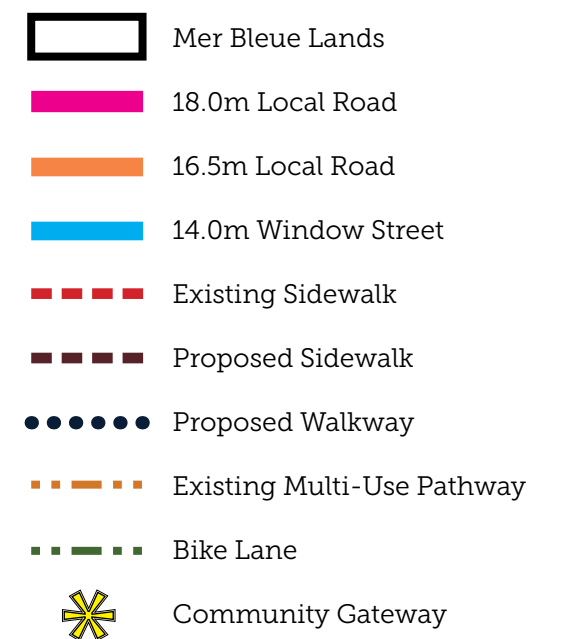 Mer Bleue Lands
18.0m Local Road
16.5m Local Road
14.0m Window Street
Existing Sidewalk
Proposed Sidewalk
Proposed Walkway
Existing Multi-Use Pathway
Bike Lane
Community Gateway